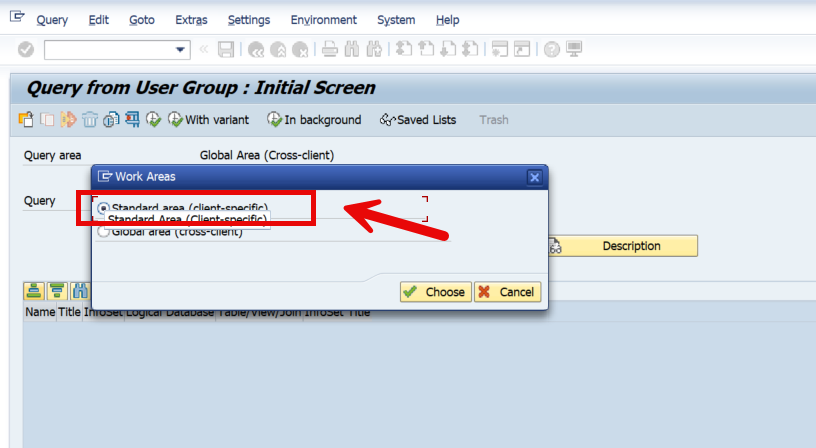 Query Edit Goto Extras Settings Environment System Help
Query from User Group : Initial Screen
With variant In background Saved Lists Trash
Query area Global Area (Cross-client)
Work Areas
Query
Standard area (client-specific)
Standard Area (Client-specific)
Global area (cross-client)
Description
Choose Cancel
Name Title InfoSet Logical Database Table/View/Join InfoSet Title